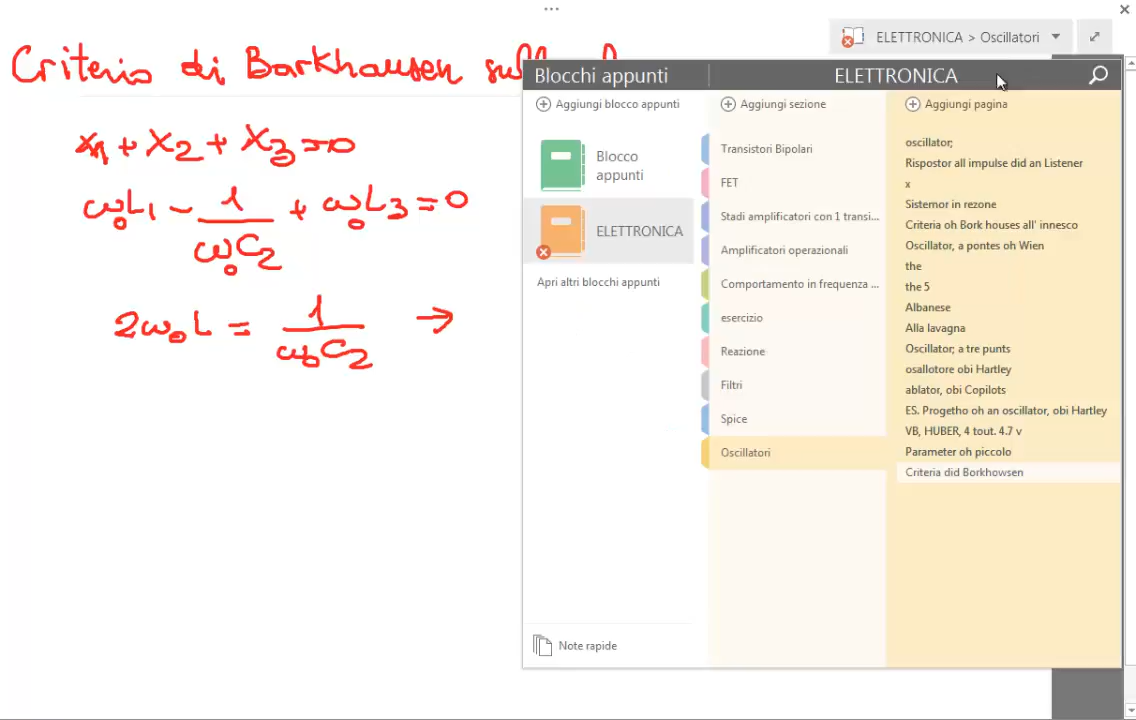 ELETTRONICA > Oscillatori
Criterio di Barkhausen
Blocchi appunti
ELETTRONICA
Aggiungi blocco appunti
Aggiungi sezione
Aggiungi pagina
Blocco appunti
ELETTRONICA
Apri altri blocchi appunti
Note rapide
Transistori Bipolari
FET
Stadi amplificatori con 1 transi...
Amplificatori operazionali
Comportamento in frequenza ...
esercizio
Reazione
Filtri
Spice
Oscillatori
oscillator;
Rispostor all impulse did an Listener
x
Sistemor in rezone
Criteria oh Bork houses all' innesco
Oscillator, a pontes oh Wien
the
the 5
Albanese
Alla lavagna
Oscillator; a tre punts
osallotore obi Hartley
ablator, obi Copilots
ES. Progetho oh an oscillator, obi Hartley
VB, HUBER, 4 tout. 4.7 v
Parameter oh piccolo
Criteria did Borkhowsen
X1 + X2 + X3 = 0
ω₀L1 - 1/(ω₀C2) + ω₀L3 = 0
2ω₀L = 1/(ω₀C2) →